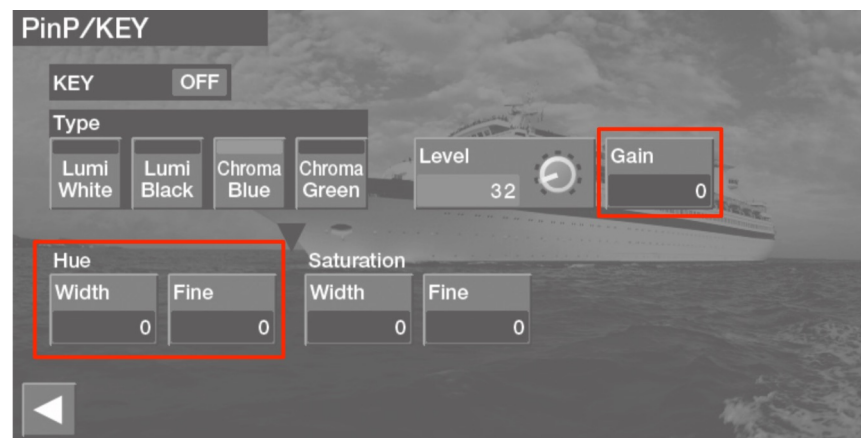 PinP/KEY
KEY OFF
Type
Lumi White
Lumi Black
Chroma Blue
Chroma Green
Level
32
Gain
0
Hue
Width
0
Fine
0
Saturation
Width
0
Fine
0